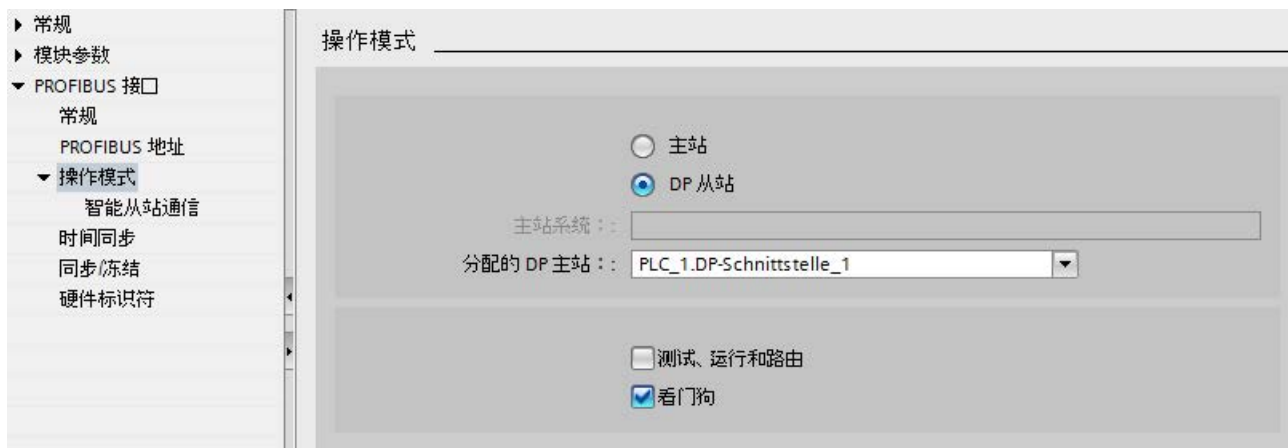 常规
模块参数
PROFIBUS 接口
常规
PROFIBUS 地址
操作模式
智能从站通信
时间同步
同步/冻结
硬件标识符
操作模式
主站
DP 从站
主站系统：:
分配的 DP 主站：: PLC_1.DP-Schnittstelle_1
测试、运行和路由
看门狗